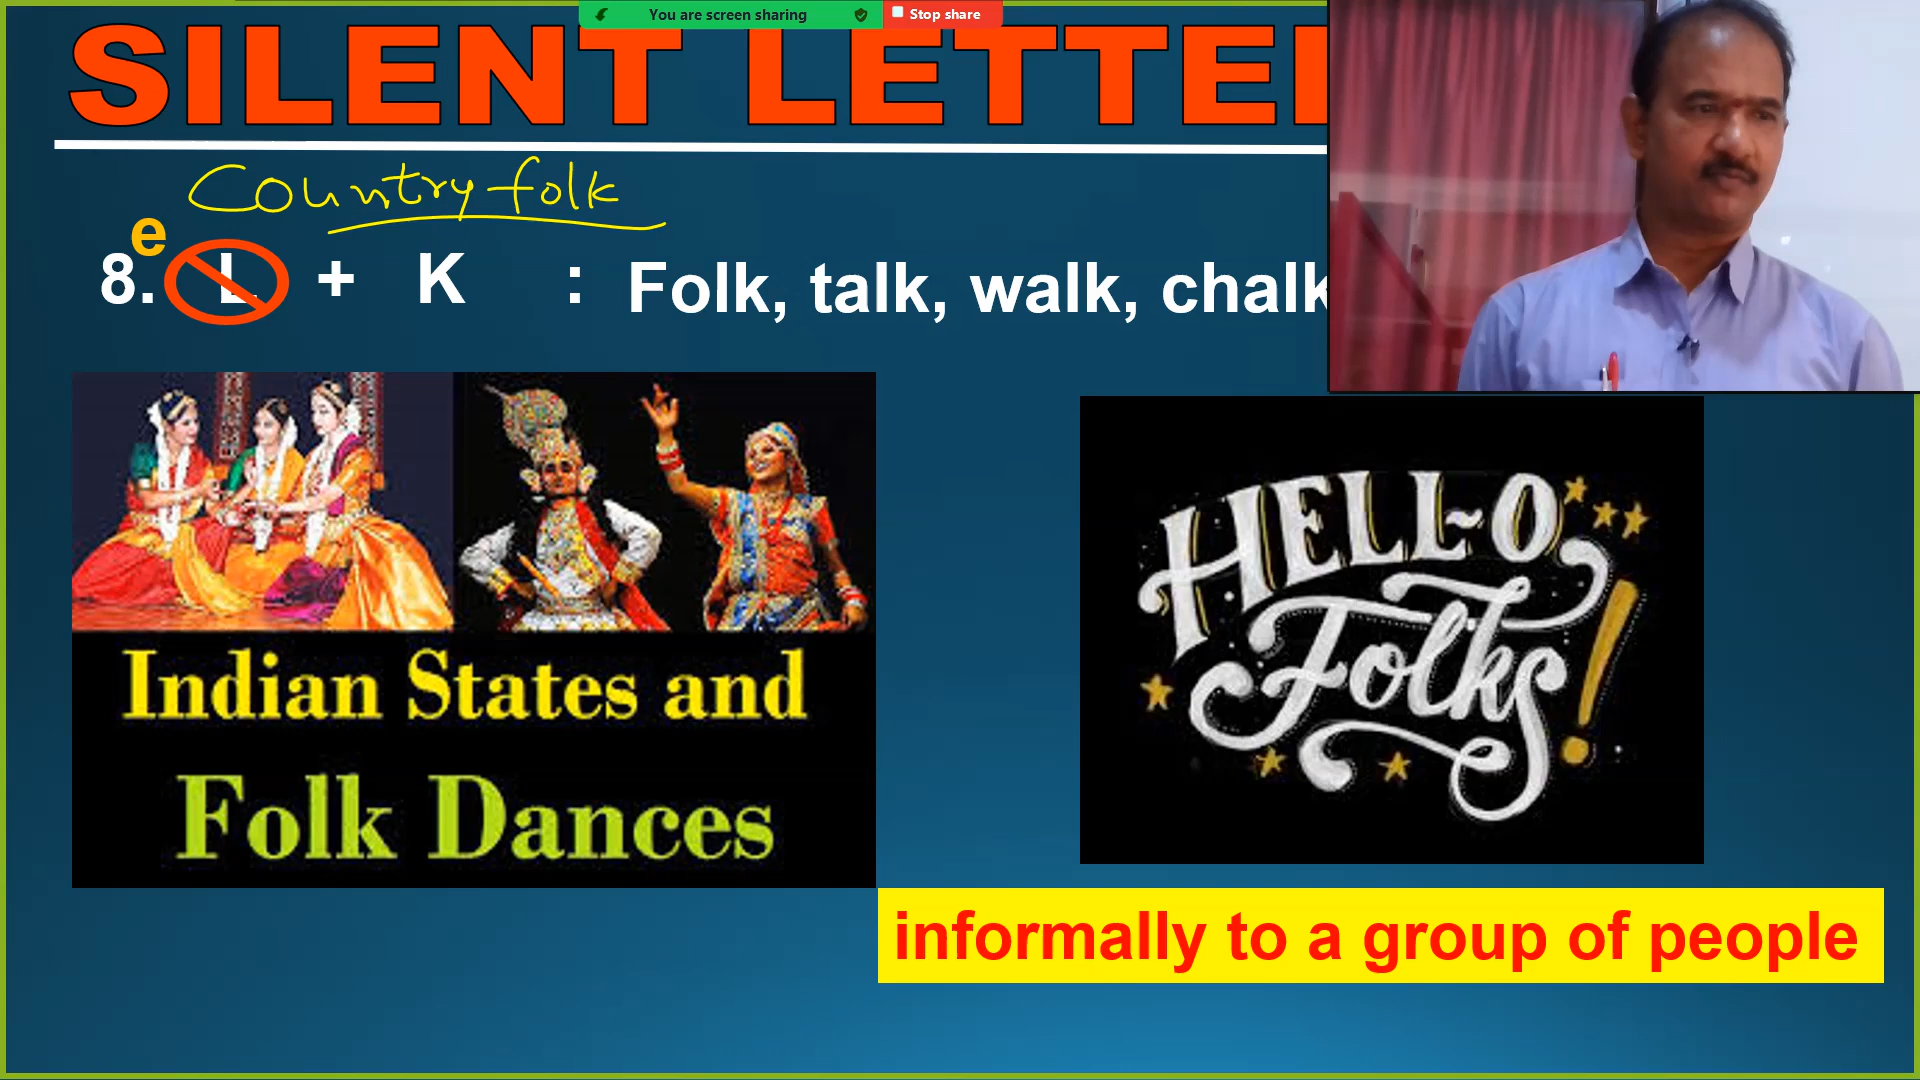 You are screen sharing Stop share
SILENT LETTE
Country folk
e
8. L + K : Folk, talk, walk, chalk
Indian States and
Folk Dances
HELL~O
Folks!
informally to a group of people